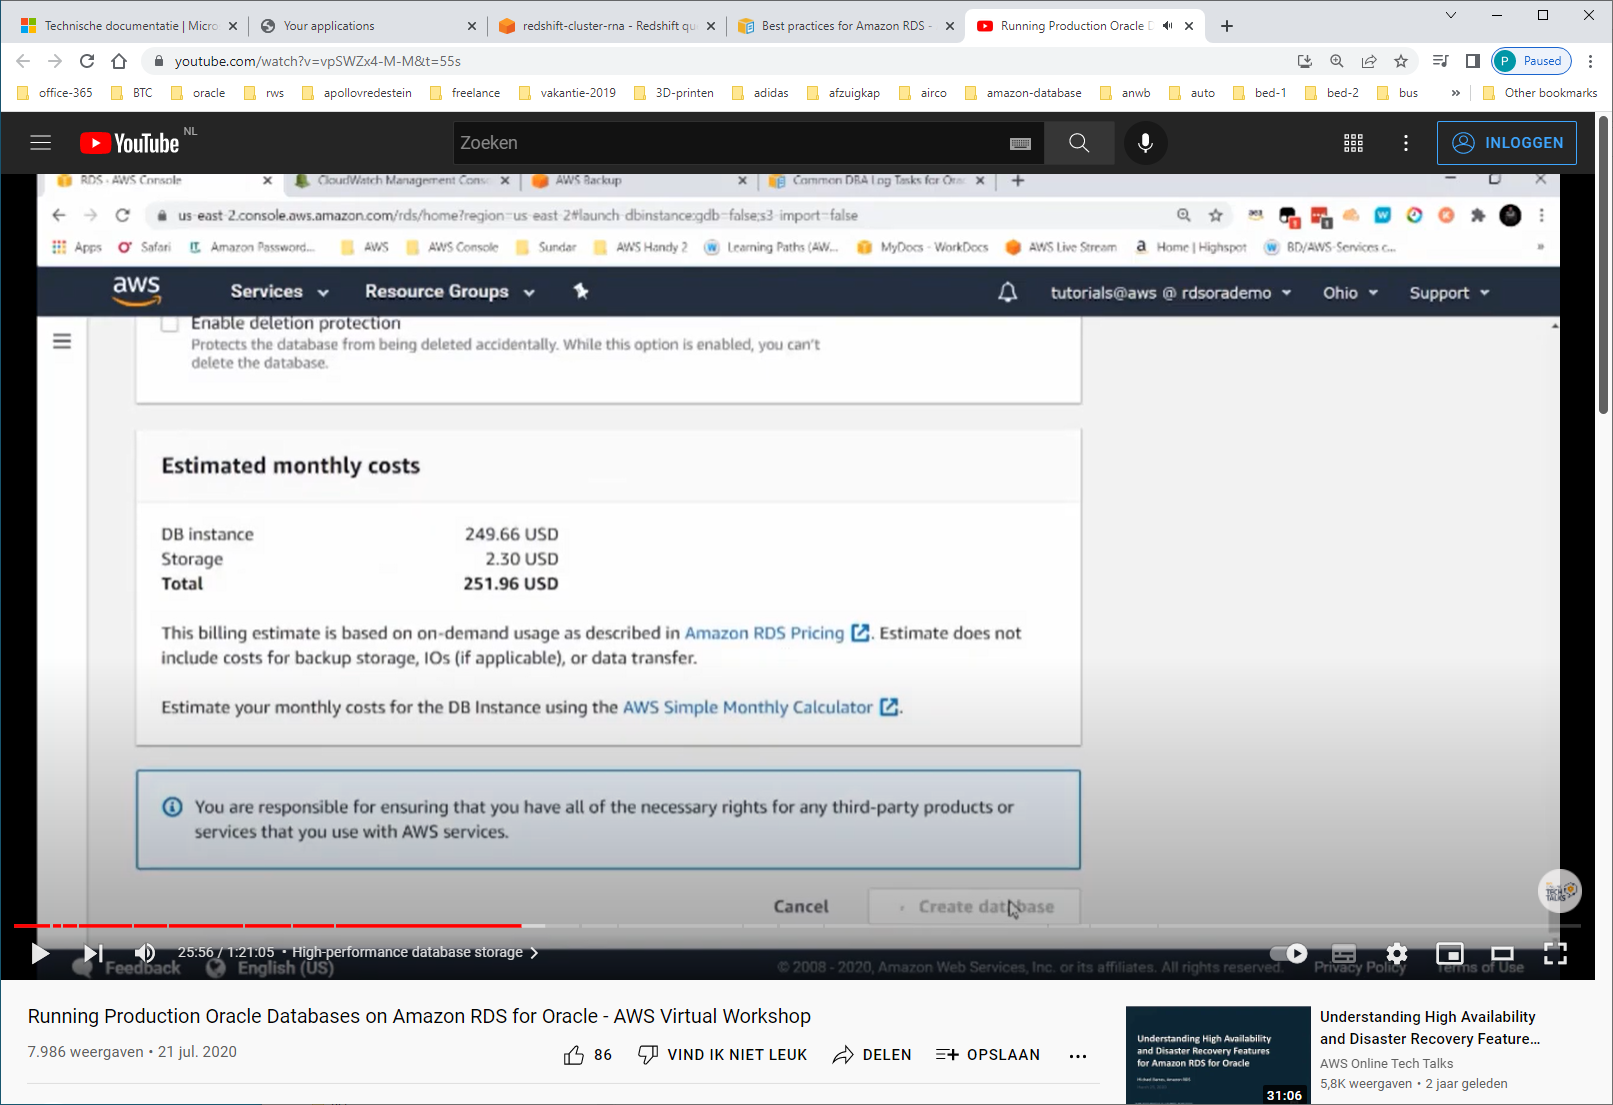 Technische documentatie | Micro
Your applications
redshift-cluster-rna - Redshift qu
Best practices for Amazon RDS -
Running Production Oracle D
youtube.com/watch?v=vpSWZx4-M-M&t=55s
P Paused
office-365 BTC oracle rws apollovredestein freelance vakantie-2019 3D-printen adidas afzuigkap airco amazon-database anwb auto bed-1 bed-2 bus » Other bookmarks
YouTube NL
Zoeken
INLOGGEN
RDS - AWS Console
CloudWatch Management Conso
AWS Backup
Common DBA Log Tasks for Orac
us-east-2.console.aws.amazon.com/rds/home?region=us-east-2#launch-dbinstance:gdb=false;s3-import=false
Apps Safari Amazon Password... AWS AWS Console Sundar AWS Handy 2 Learning Paths (AW... MyDocs - WorkDocs AWS Live Stream Home | Highspot BD/AWS-Services c... »
aws Services Resource Groups tutorials@aws @ rdsorademo Ohio Support
Enable deletion protection
Protects the database from being deleted accidentally. While this option is enabled, you can't
delete the database.
Estimated monthly costs
DB instance 249.66 USD
Storage 2.30 USD
Total 251.96 USD
This billing estimate is based on on-demand usage as described in Amazon RDS Pricing. Estimate does not
include costs for backup storage, IOs (if applicable), or data transfer.
Estimate your monthly costs for the DB Instance using the AWS Simple Monthly Calculator.
You are responsible for ensuring that you have all of the necessary rights for any third-party products or
services that you use with AWS services.
TECH
TALKS
Cancel Create database
25:56 / 1:21:05 • High-performance database storage
Feedback English (US) © 2008 - 2020, Amazon Web Services, Inc. or its affiliates. All rights reserved. Privacy Policy Terms of Use
Running Production Oracle Databases on Amazon RDS for Oracle - AWS Virtual Workshop
7.986 weergaven • 21 jul. 2020
86 VIND IK NIET LEUK DELEN OPSLAAN
Understanding High Availability
and Disaster Recovery Features
for Amazon RDS for Oracle
31:06
Understanding High Availability
and Disaster Recovery Feature...
AWS Online Tech Talks
5,8K weergaven • 2 jaar geleden